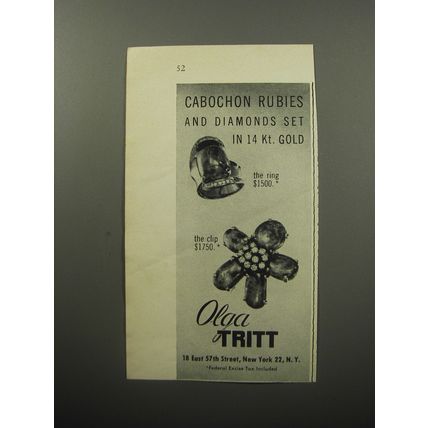 52
CABOCHON RUBIES
AND DIAMONDS SET
IN 14 Kt. GOLD
the ring
$1500.*
the clip
$1750.*
Olga
TRITT
18 East 57th Street, New York 22, N.Y.
*Federal Excise Tax Included